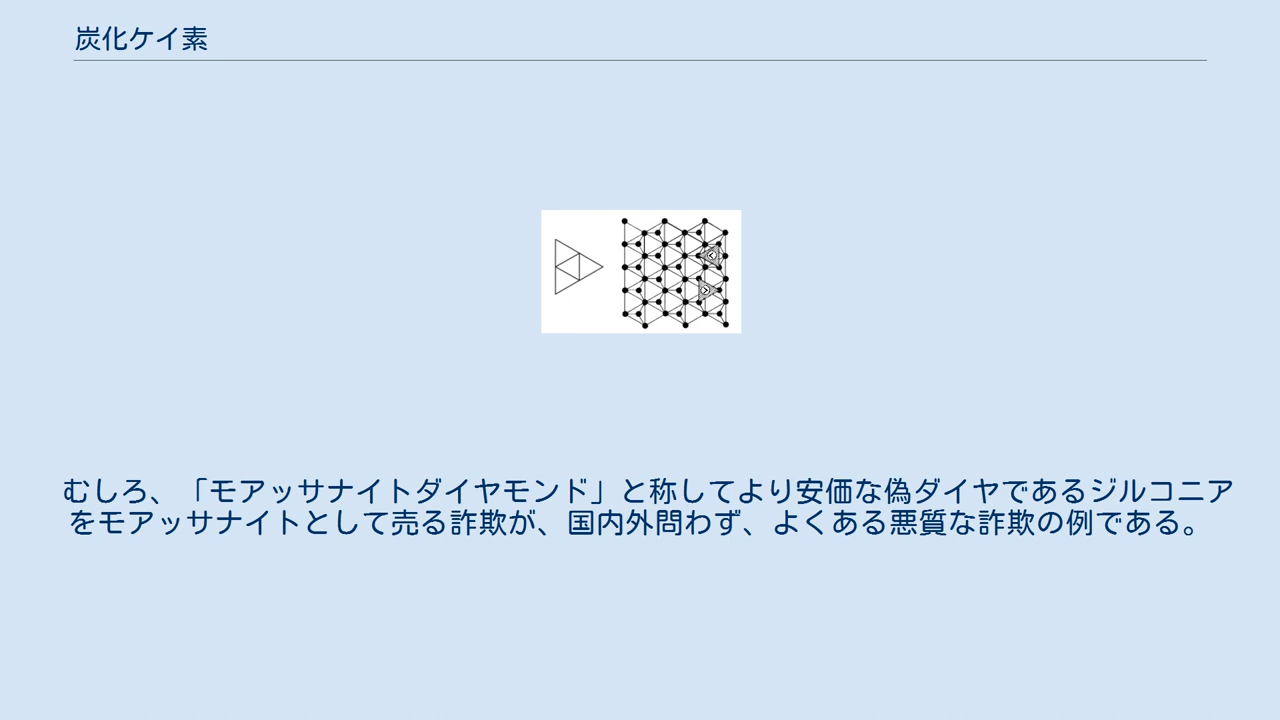 炭化ケイ素
むしろ、「モアッサナイトダイヤモンド」と称してより安価な偽ダイヤであるジルコニア
をモアッサナイトとして売る詐欺が、国内外問わず、よくある悪質な詐欺の例である。